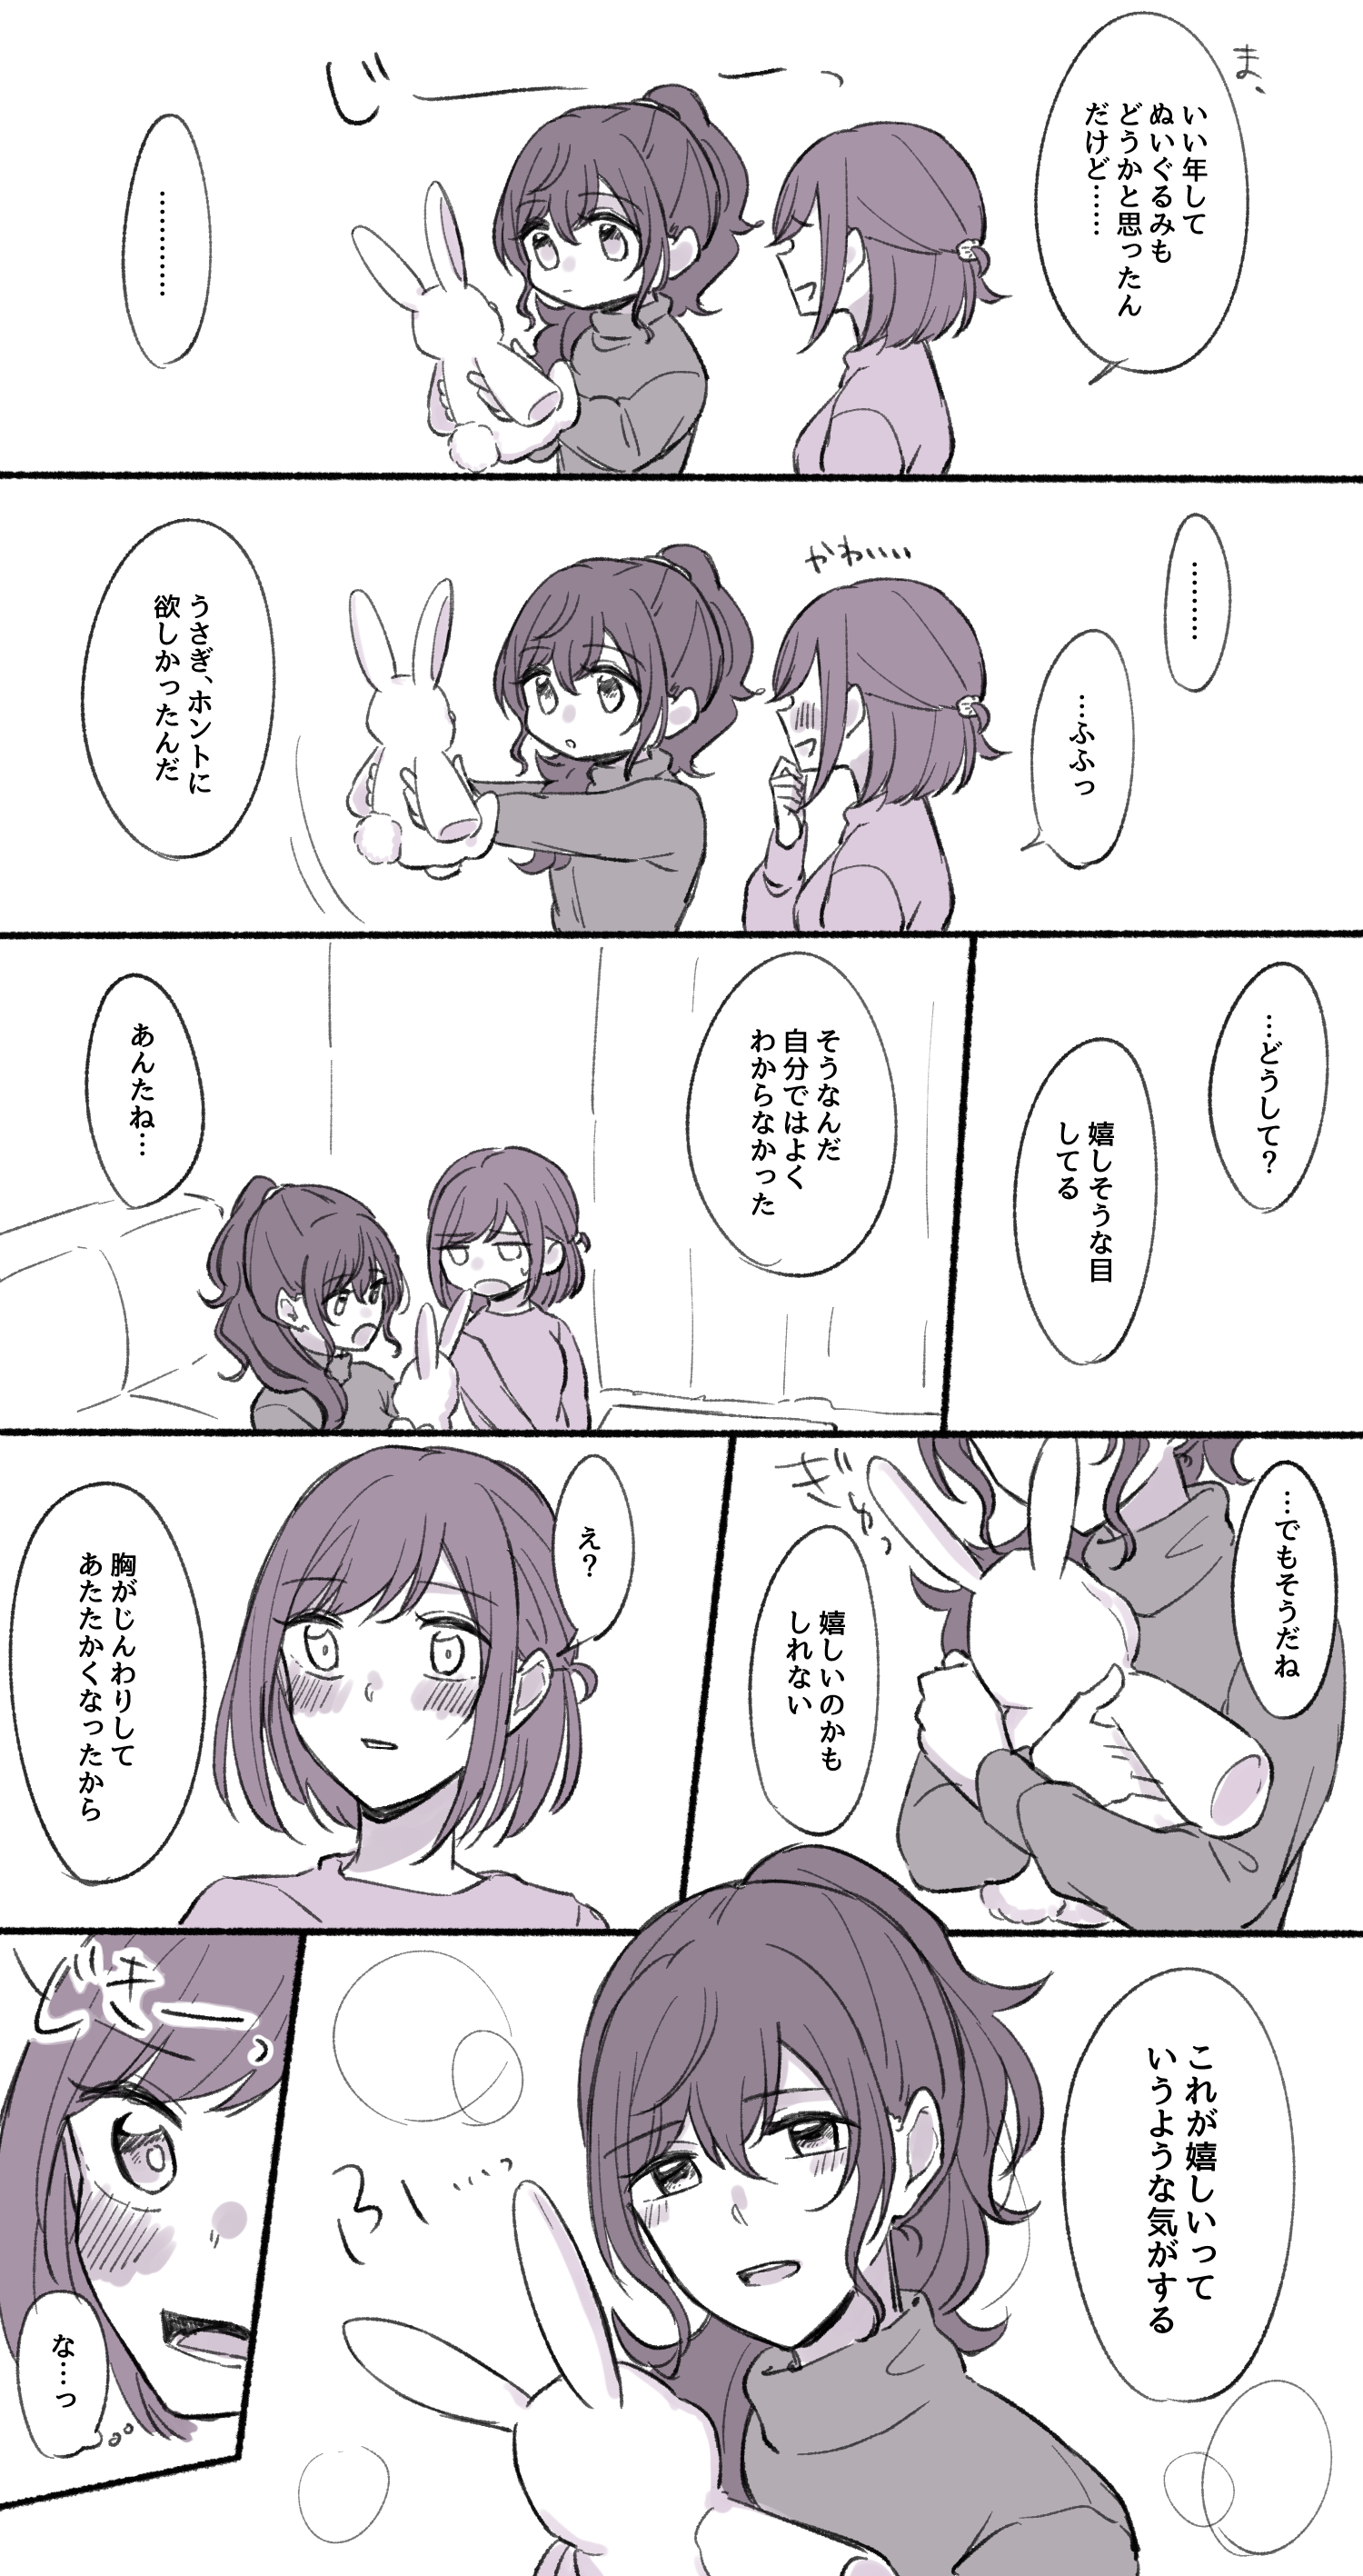 ま、
いい年して
ぬいぐるみも
どうかと思ったん
だけど……
じーーっ
…………
………
かわいい
…ふふっ
うさぎ、ホントに
欲しかったんだ
…どうして？
嬉しそうな目
してる
そうなんだ
自分ではよく
わからなかった
あんたね…
…でもそうだね
ぎゅっ
嬉しいのかも
しれない
え？
胸がじんわりして
あたたかくなったから
これが嬉しいって
いうような気がする
ふ…
どきーっ
な…っ